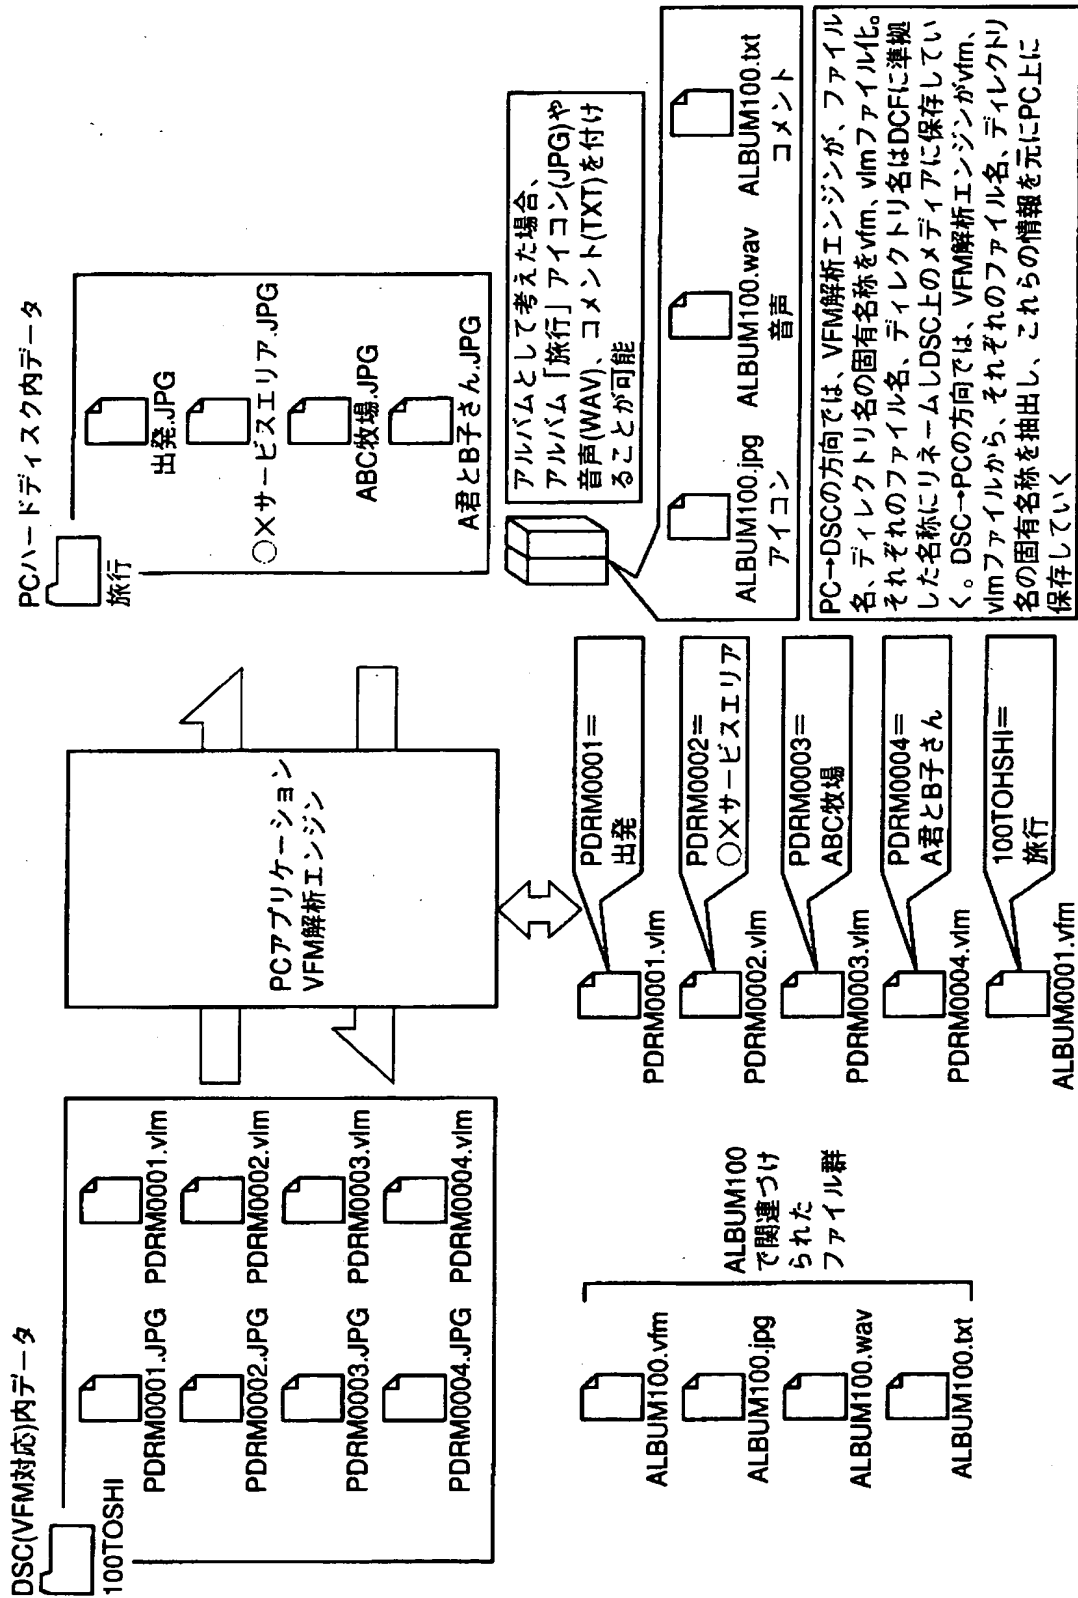 DSC(VFM対応)内データ
100TOSHI
PDRM0001.JPG PDRM0001.vlm
PDRM0002.JPG PDRM0002.vlm
PDRM0003.JPG PDRM0003.vlm
PDRM0004.JPG PDRM0004.vlm
PCアプリケーション
VFM解析エンジン
PCハードディスク内データ
旅行
出発.JPG
○×サービスエリア.JPG
ABC牧場.JPG
A君とB子さん.JPG
ALBUM100.vfm
ALBUM100.jpg
ALBUM100.wav
ALBUM100.txt
ALBUM100
で関連づけ
られた
ファイル群
PDRM0001.vlm
PDRM0001=
出発
PDRM0002.vlm
PDRM0002=
○×サービスエリア
PDRM0003.vlm
PDRM0003=
ABC牧場
PDRM0004.vlm
PDRM0004=
A君とB子さん
ALBUM0001.vfm
100TOHSHI=
旅行
アルバムとして考えた場合、
アルバム「旅行」アイコン(JPG)や
音声(WAV)、コメント(TXT)を付け
ることが可能
ALBUM100.jpg ALBUM100.wav ALBUM100.txt
アイコン 音声 コメント
PC→DSCの方向では、VFM解析エンジンが、ファイル
名、ディレクトリ名の固有名称をvfm、vlmファイル化。
それぞれのファイル名、ディレクトリ名はDCFに準拠
した名称にリネームしDSC上のメディアに保存してい
く。DSC→PCの方向では、VFM解析エンジンがvfm、
vlmファイルから、それぞれのファイル名、ディレクトリ
名の固有名称を抽出し、これらの情報を元にPC上に
保存していく